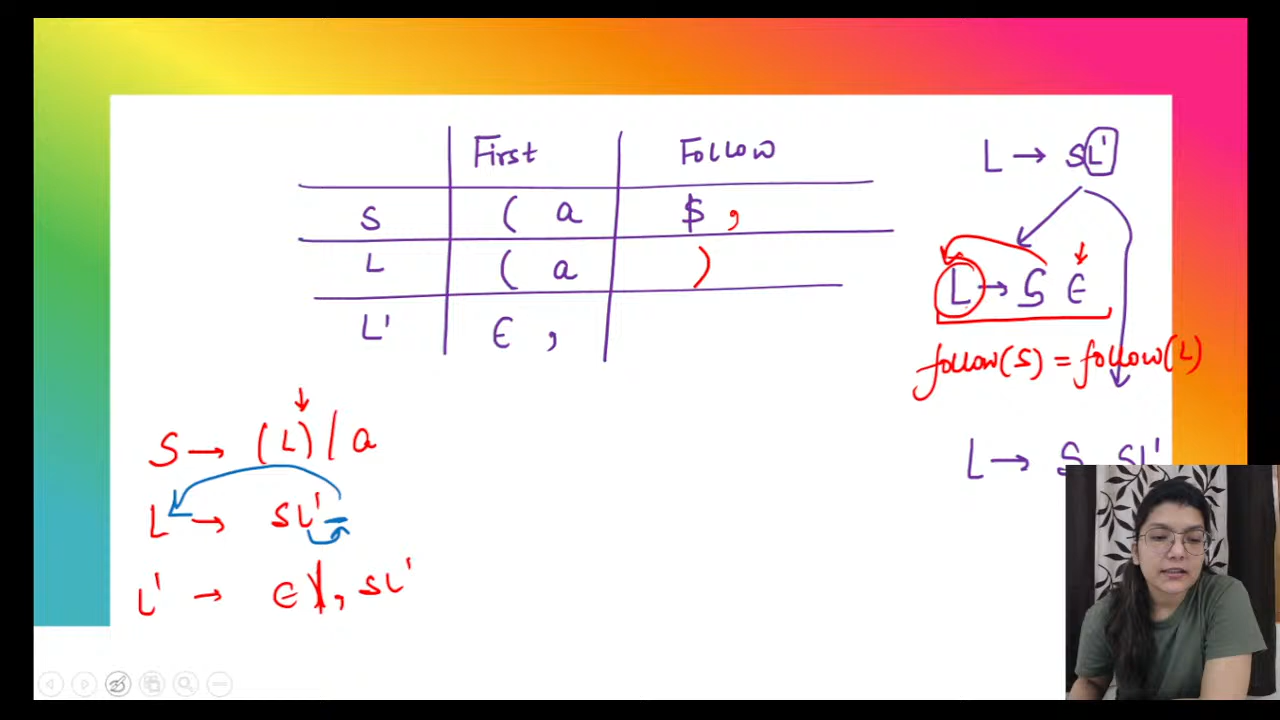 First Follow
S ( a $ ,
L ( a )
L' ϵ ,
L → SL'
L → S ϵ
follow(S) = follow(L)
L → S SL'
S → (L) / a
L → SL'
L' → ϵ | , SL'